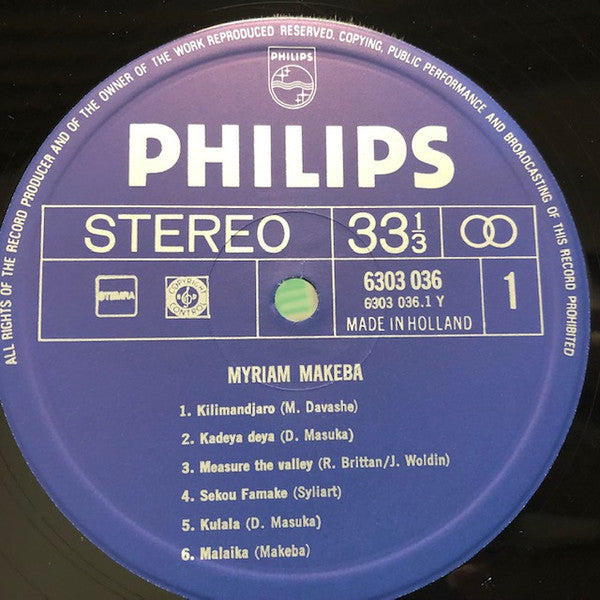 ALL RIGHTS OF THE RECORD PRODUCER AND OF THE OWNER OF THE WORK REPRODUCED RESERVED. COPYING, PUBLIC PERFORMANCE AND BROADCASTING OF THIS RECORD PROHIBITED
PHILIPS
PHILIPS
STEREO 33 1/3
STEMRA COPYRIGHT CONTROL 6303 036 1
6303 036.1 Y
MADE IN HOLLAND
MYRIAM MAKEBA
1. Kilimandjaro (M. Davashe)
2. Kadeya deya (D. Masuka)
3. Measure the valley (R. Brittan/J. Woldin)
4. Sekou Famake (Syliart)
5. Kulala (D. Masuka)
6. Malaika (Makeba)